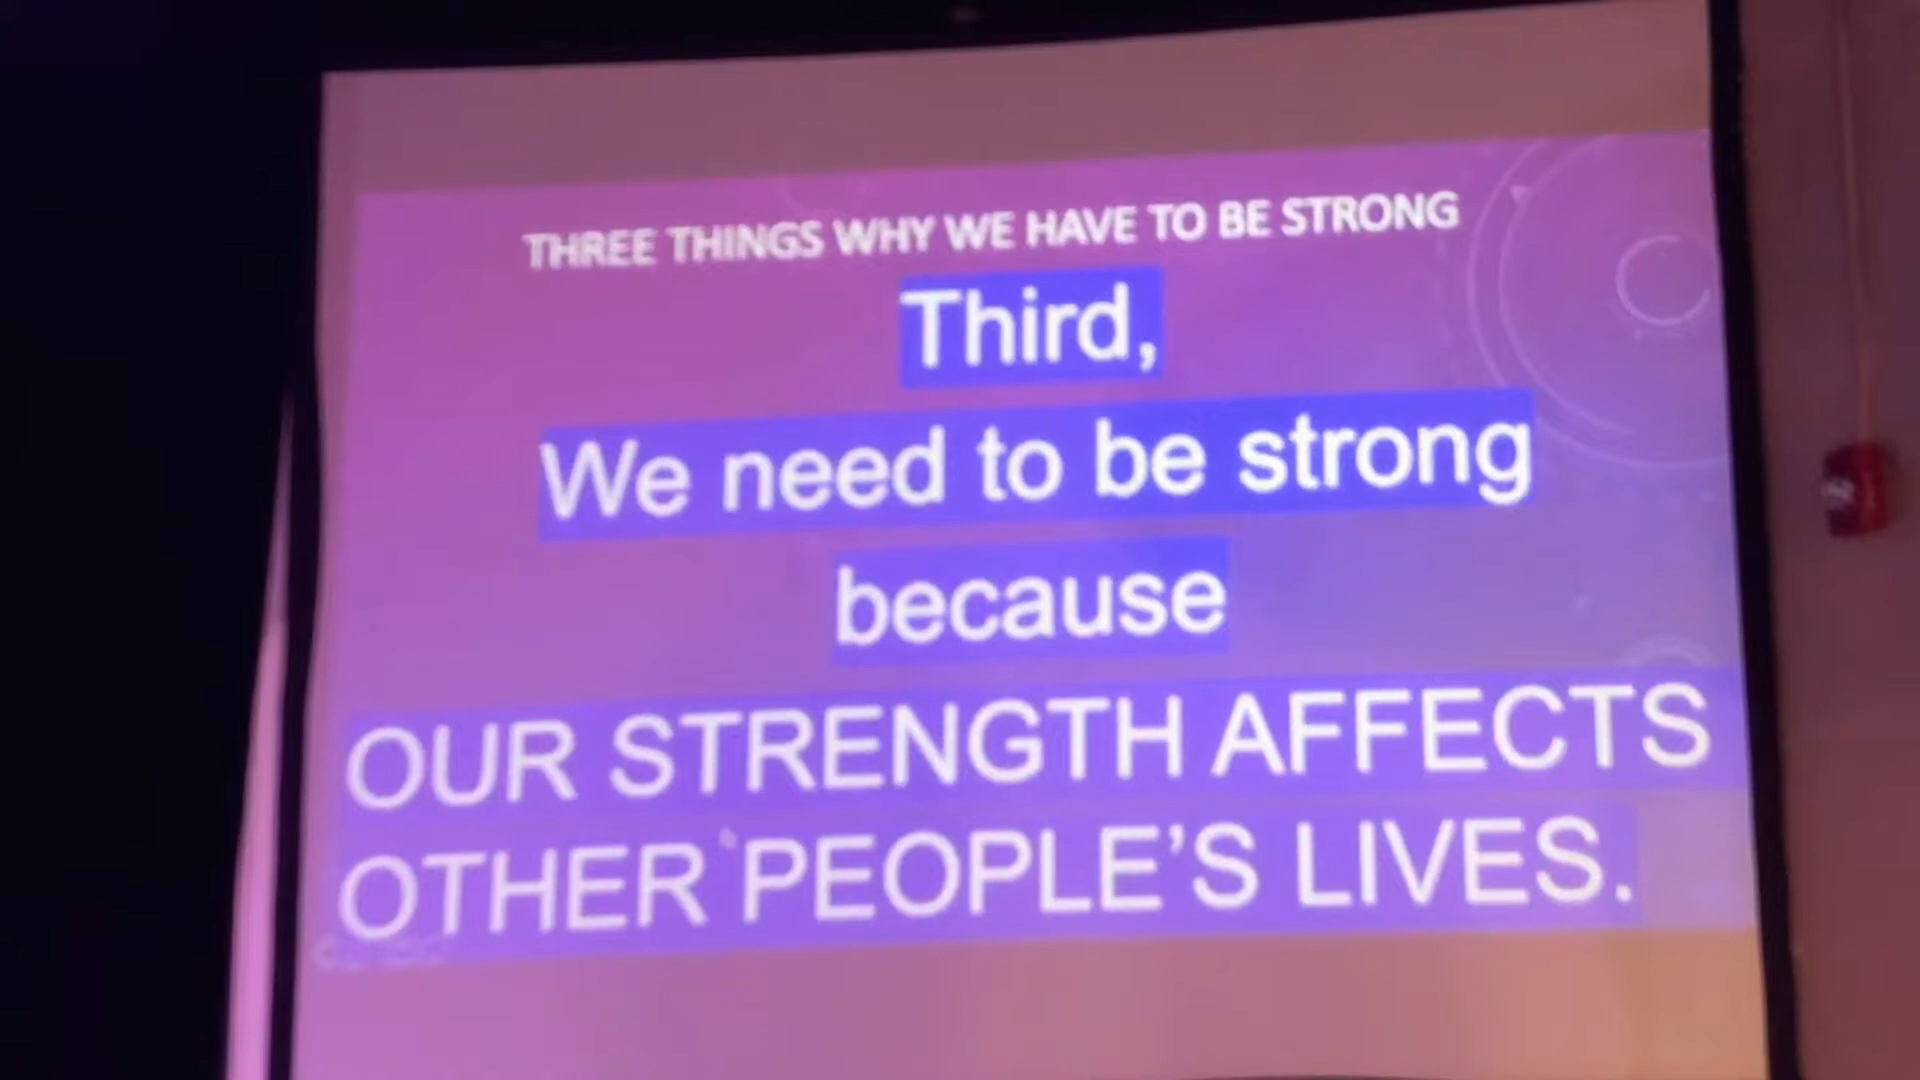 THREE THINGS WHY WE HAVE TO BE STRONG
Third,
We need to be strong
because
OUR STRENGTH AFFECTS
OTHER PEOPLE’S LIVES.